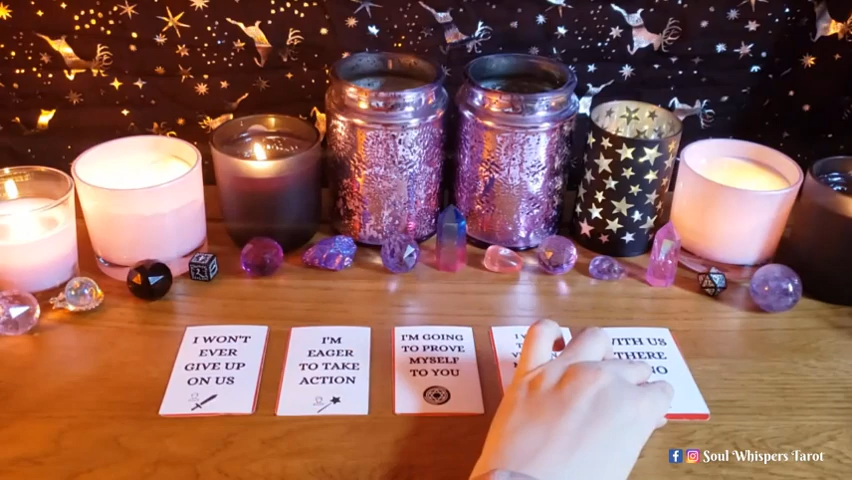 I WON'T
EVER
GIVE UP
ON US
I'M
EAGER
TO TAKE
ACTION
I'M GOING
TO PROVE
MYSELF
TO YOU
WITH US
THERE
NO
Soul Whispers Tarot